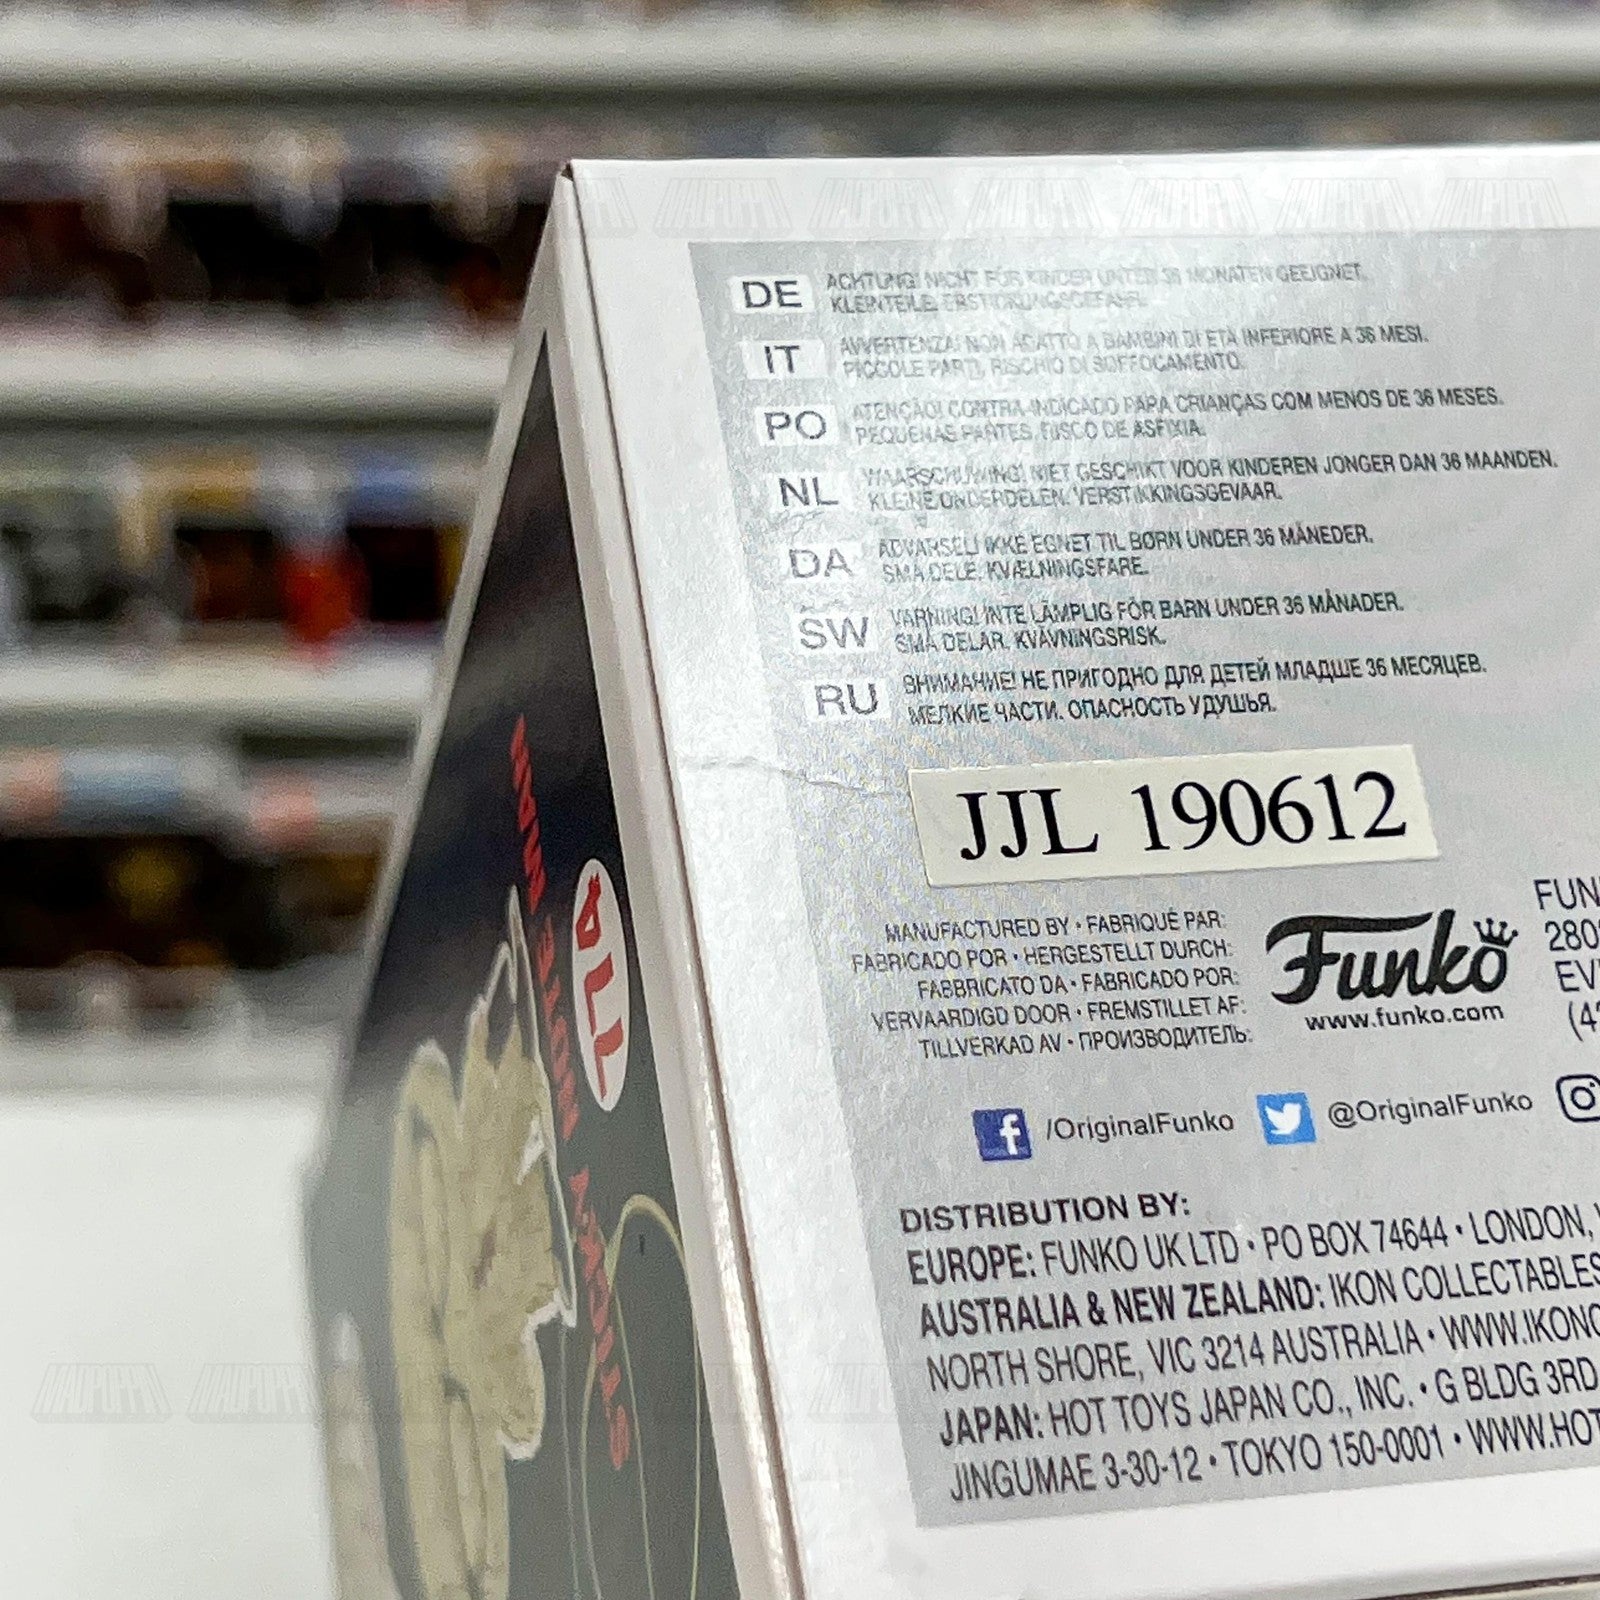 DE ACHTUNG! NICHT FÜR KINDER UNTER 36 MONATEN GEEIGNET.
KLEINTEILE. ERSTICKUNGSGEFAHR.
IT AVVERTENZA! NON ADATTO A BAMBINI DI ETÀ INFERIORE A 36 MESI.
PICCOLE PARTI, RISCHIO DI SOFFOCAMENTO.
PO ATENÇÃO! CONTRA-INDICADO PARA CRIANÇAS COM MENOS DE 36 MESES.
PEQUENAS PARTES, RISCO DE ASFIXIA.
NL WAARSCHUWING! NIET GESCHIKT VOOR KINDEREN JONGER DAN 36 MAANDEN.
KLEINE ONDERDELEN. VERSTIKKINGSGEVAAR.
DA ADVARSEL! IKKE EGNET TIL BØRN UNDER 36 MÅNEDER.
SMÅ DELE. KVÆLNINGSFARE.
SW VARNING! INTE LÄMPLIG FÖR BARN UNDER 36 MÅNADER.
SMÅ DELAR. KVÄVNINGSRISK.
RU ВНИМАНИЕ! НЕ ПРИГОДНО ДЛЯ ДЕТЕЙ МЛАДШЕ 36 МЕСЯЦЕВ.
МЕЛКИЕ ЧАСТИ. ОПАСНОСТЬ УДУШЬЯ.
JJL 190612
MANUFACTURED BY • FABRIQUÉ PAR:
FABRICADO POR • HERGESTELLT DURCH:
FABBRICATO DA • FABRICADO POR:
VERVAARDIGD DOOR • FREMSTILLET AF:
TILLVERKAD AV • ПРОИЗВОДИТЕЛЬ:
Funko
www.funko.com
FUN
280
EV
(4
/OriginalFunko @OriginalFunko
DISTRIBUTION BY:
EUROPE: FUNKO UK LTD • PO BOX 74644 • LONDON,
AUSTRALIA & NEW ZEALAND: IKON COLLECTABLES
NORTH SHORE, VIC 3214 AUSTRALIA • WWW.IKONC
JAPAN: HOT TOYS JAPAN CO., INC. • G BLDG 3RD
JINGUMAE 3-30-12 • TOKYO 150-0001 • WWW.HOT